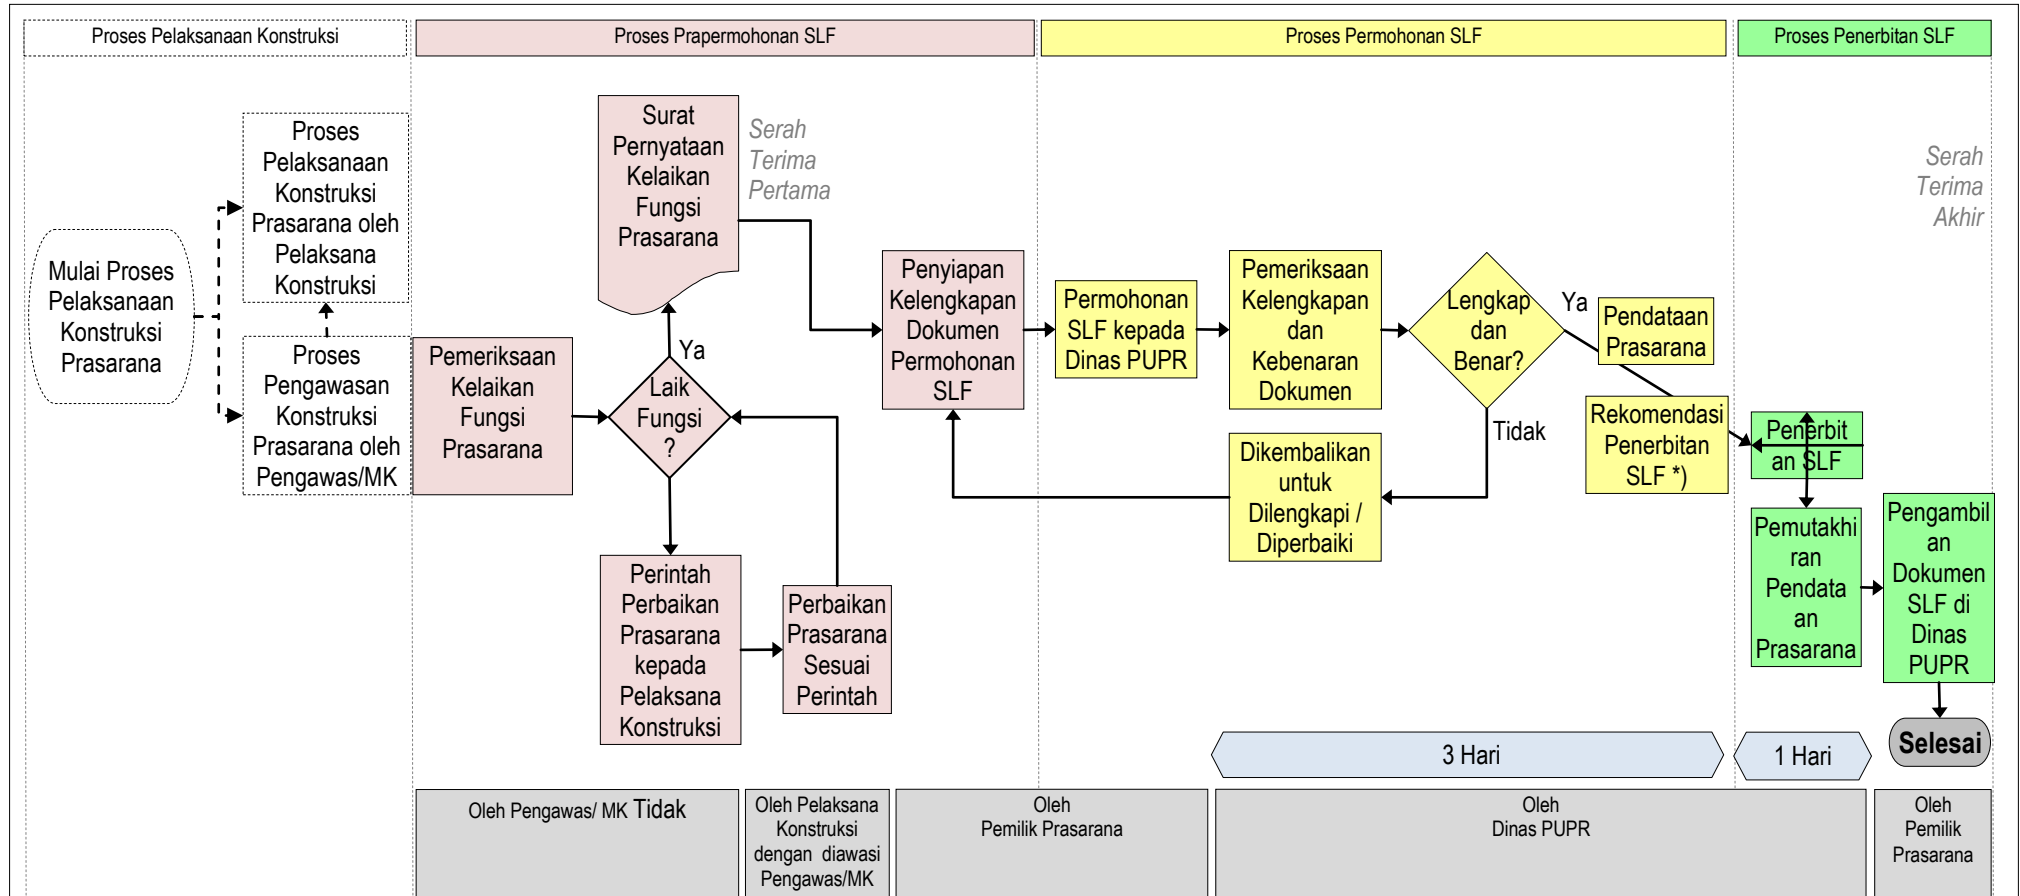 Proses Pelaksanaan Konstruksi
Proses Prapermohonan SLF
Proses Permohonan SLF
Proses Penerbitan SLF
Mulai Proses
Pelaksanaan
Konstruksi
Prasarana
Proses
Pelaksanaan
Konstruksi
Prasarana oleh
Pelaksana
Konstruksi
Proses
Pengawasan
Konstruksi
Prasarana oleh
Pengawas/MK
Pemeriksaan
Kelaikan
Fungsi
Prasarana
Surat
Pernyataan
Kelaikan
Fungsi
Prasarana
Serah
Terima
Pertama
Ya
Laik
Fungsi
?
Perintah
Perbaikan
Prasarana
kepada
Pelaksana
Konstruksi
Perbaikan
Prasarana
Sesuai
Perintah
Penyiapan
Kelengkapan
Dokumen
Permohonan
SLF
Permohonan
SLF kepada
Dinas PUPR
Pemeriksaan
Kelengkapan
dan
Kebenaran
Dokumen
Lengkap
dan
Benar?
Ya
Tidak
Dikembalikan
untuk
Dilengkapi /
Diperbaiki
Pendataan
Prasarana
Rekomendasi
Penerbitan
SLF *)
Serah
Terima
Akhir
Penerbit
an SLF
Pemutakhi
ran
Pendata
an
Prasarana
Pengambil
an
Dokumen
SLF di
Dinas
PUPR
Selesai
3 Hari
1 Hari
Oleh Pengawas/ MK Tidak
Oleh Pelaksana
Konstruksi
dengan diawasi
Pengawas/MK
Oleh
Pemilik Prasarana
Oleh
Dinas PUPR
Oleh
Pemilik
Prasarana